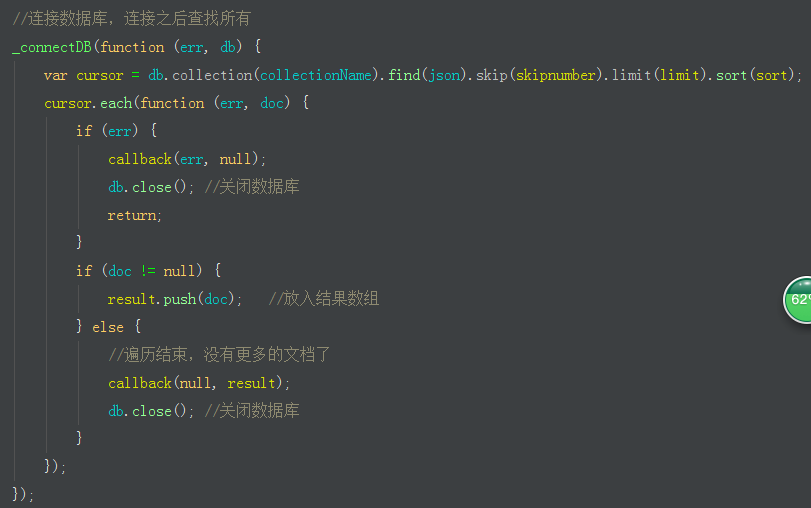 //连接数据库，连接之后查找所有
_connectDB(function (err, db) {
    var cursor = db.collection(collectionName).find(json).skip(skipnumber).limit(limit).sort(sort);
    cursor.each(function (err, doc) {
        if (err) {
            callback(err, null);
            db.close(); //关闭数据库
            return;
        }
        if (doc != null) {
            result.push(doc);   //放入结果数组
        } else {
            //遍历结束，没有更多的文档了
            callback(null, result);
            db.close(); //关闭数据库
        }
    });
});
62%